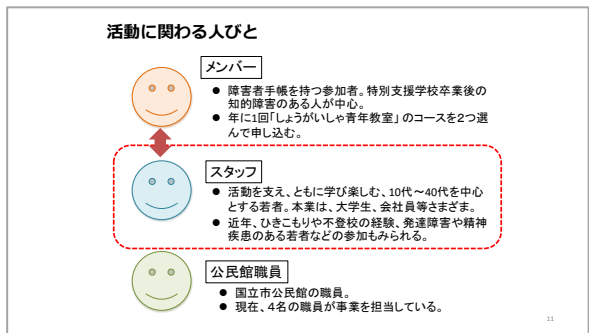 活動に関わる人びと
メンバー
● 障害者手帳を持つ参加者。特別支援学校卒業後の
知的障害のある人が中心。
● 年に1回「しょうがいしゃ青年教室」のコースを2つ選
んで申し込む。
スタッフ
● 活動を支え、ともに学び楽しむ、10代~40代を中心
とする若者。本業は、大学生、会社員等さまざま。
● 近年、ひきこもりや不登校の経験、発達障害や精神
疾患のある若者などの参加もみられる。
公民館職員
● 国立市公民館の職員。
● 現在、4名の職員が事業を担当している。
11